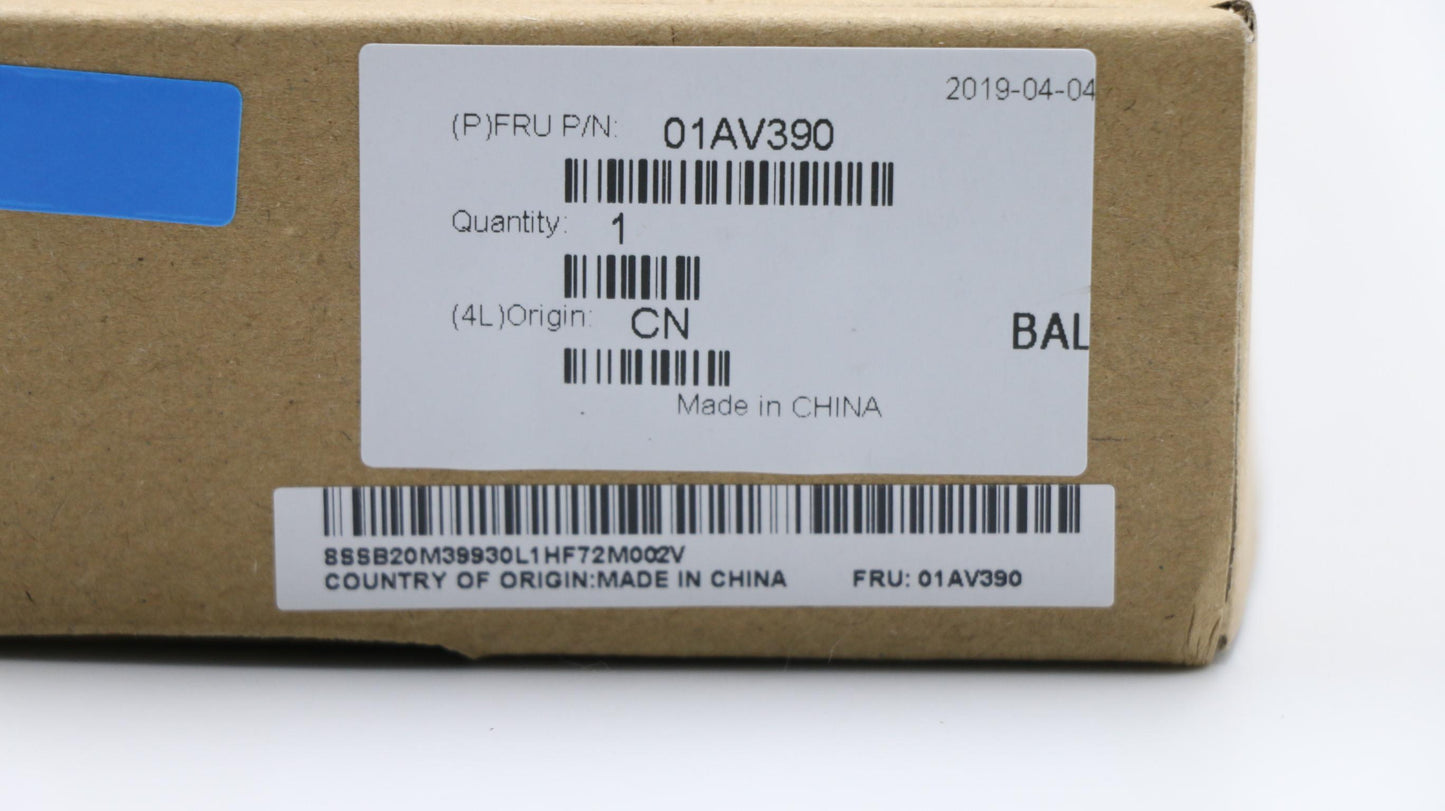 2019-04-04
(P)FRU P/N: 01AV390
Quantity: 1
(4L)Origin: CN
BAL
Made in CHINA
8SSB20M39930L1HF72M002V
COUNTRY OF ORIGIN:MADE IN CHINA FRU: 01AV390